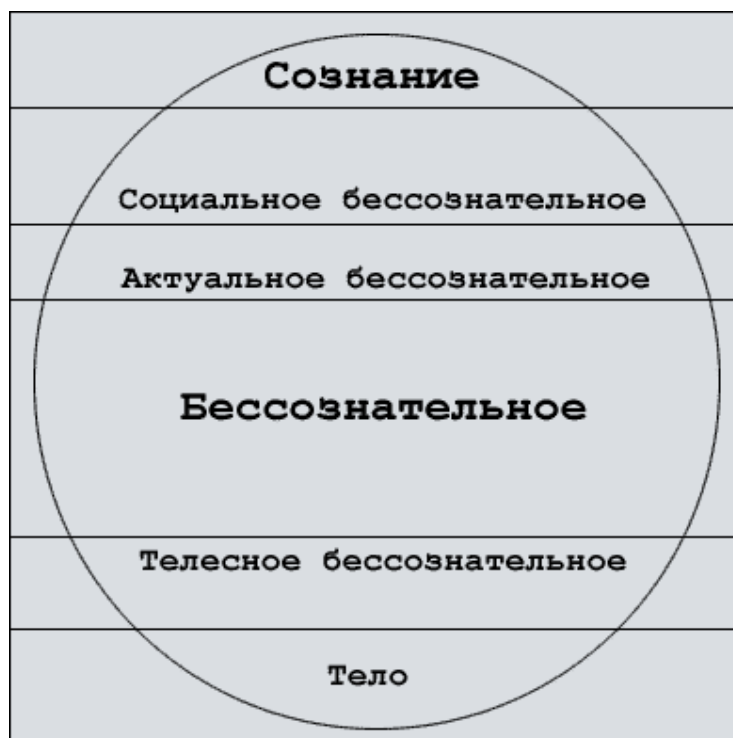 Сознание
Социальное бессознательное
Актуальное бессознательное
Бессознательное
Телесное бессознательное
Тело